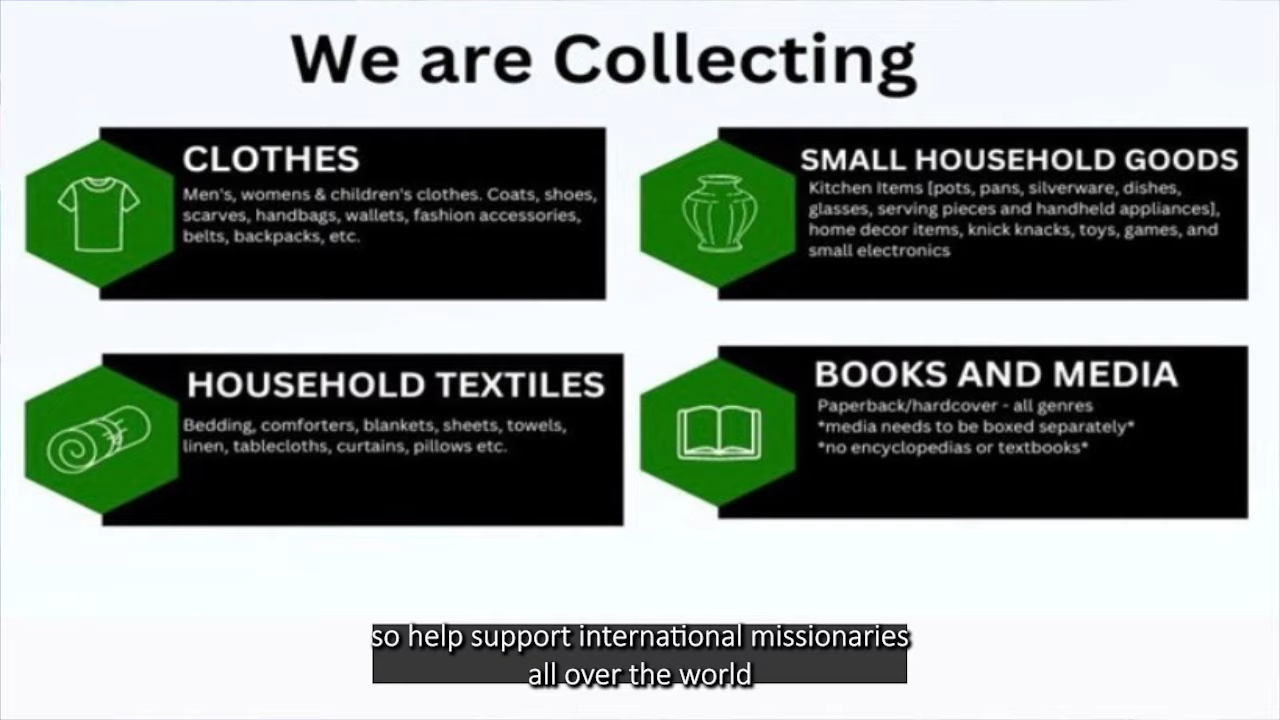 We are Collecting
CLOTHES
Men's, womens & children's clothes. Coats, shoes,
scarves, handbags, wallets, fashion accessories,
belts, backpacks, etc.
SMALL HOUSEHOLD GOODS
Kitchen Items [pots, pans, silverware, dishes,
glasses, serving pieces and handheld appliances],
home decor items, knick knacks, toys, games, and
small electronics
HOUSEHOLD TEXTILES
Bedding, comforters, blankets, sheets, towels,
linen, tablecloths, curtains, pillows etc.
BOOKS AND MEDIA
Paperback/hardcover - all genres
*media needs to be boxed separately*
*no encyclopedias or textbooks*
so help support international missionaries
all over the world